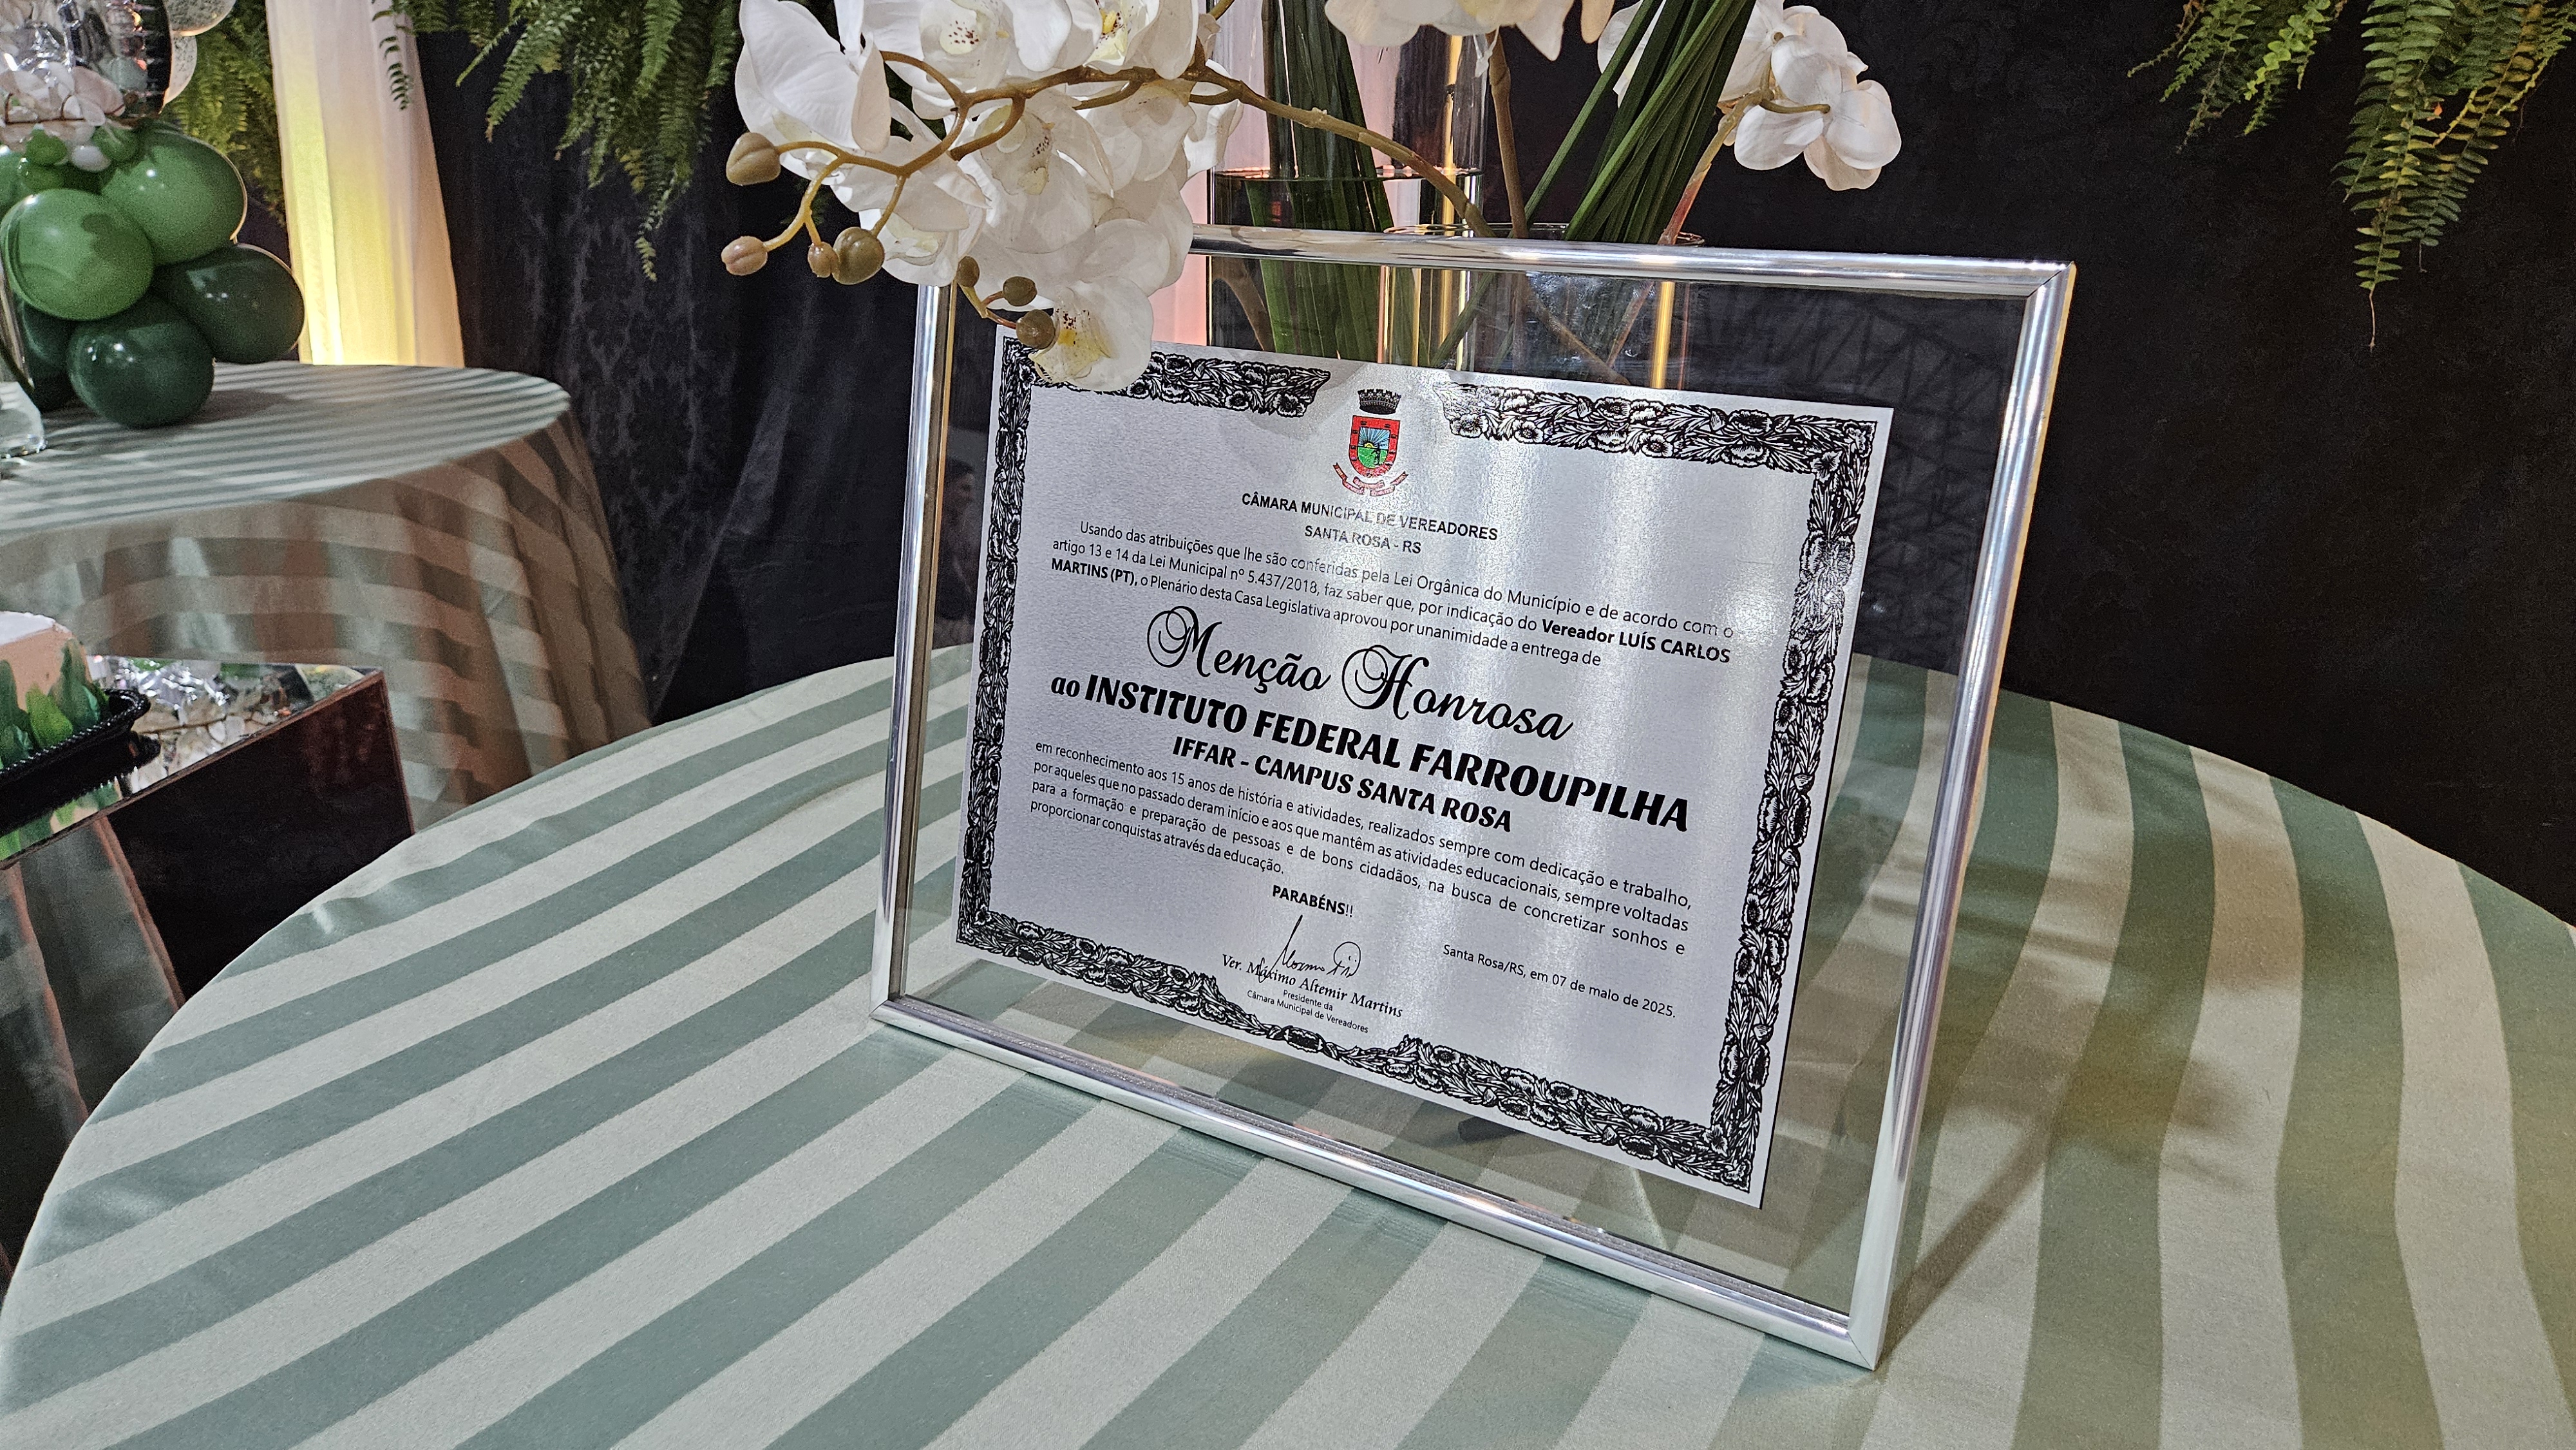 CÂMARA MUNICIPAL DE VEREADORES
SANTA ROSA - RS
Usando das atribuições que lhe são conferidas pela Lei Orgânica do Município e de acordo com o
artigo 13 e 14 da Lei Municipal nº 5.437/2018, faz saber que, por indicação do Vereador LUÍS CARLOS
MARTINS (PT), o Plenário desta Casa Legislativa aprovou por unanimidade a entrega de
Menção Honrosa
ao INSTITUTO FEDERAL FARROUPILHA
IFFAR - CAMPUS SANTA ROSA
em reconhecimento aos 15 anos de história e atividades, realizados sempre com dedicação e trabalho,
por aqueles que no passado deram início e aos que mantêm as atividades educacionais, sempre voltadas
para a formação e preparação de pessoas e de bons cidadãos, na busca de concretizar sonhos e
proporcionar conquistas através da educação.
PARABÉNS!!
Santa Rosa/RS, em 07 de maio de 2025.
Ver. Máximo Altemir Martins
Presidente da
Câmara Municipal de Vereadores